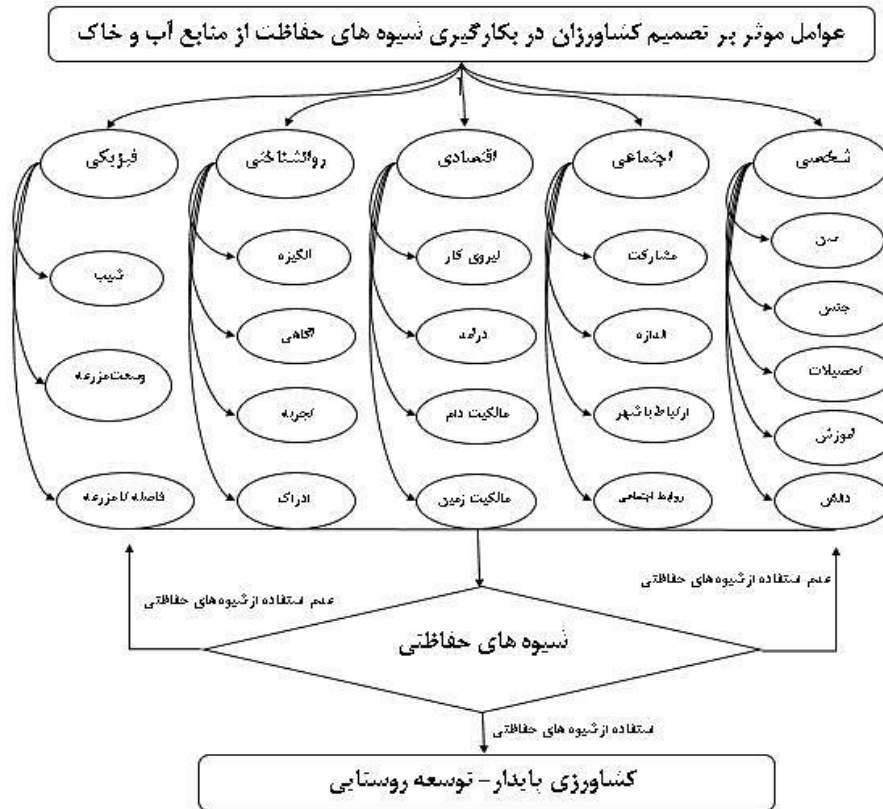 عوامل موثر بر تصمیم کشاورزان در بکارگیری شیوه های حفاظت از منابع آب و خاک
شخصی
اجتماعی
اقتصادی
روانشناختی
فیزیکی
سن
جنس
تحصیلات
آموزش
دانش
مشارکت
اندازه
ارتباط با شهر
روابط اجتماعی
نیروی کار
درآمد
مالکیت دام
مالکیت زمین
انگیزه
آگاهی
تجربه
ادراک
شیب
وسعت مزرعه
فاصله تا مزرعه
عدم استفاده از شیوه های حفاظتی
عدم استفاده از شیوه های حفاظتی
شیوه های حفاظتی
استفاده از شیوه های حفاظتی
کشاورزی پایدار- توسعه روستایی